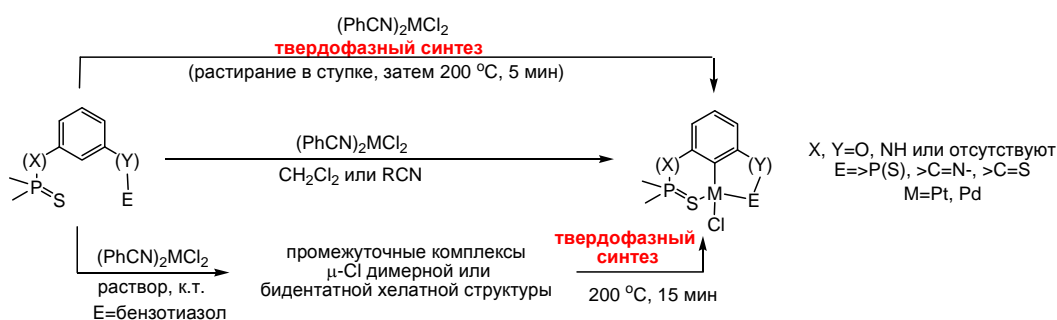 (PhCN)₂MCl₂
твердофазный синтез
(растирание в ступке, затем 200 °C, 5 мин)
(X)
(Y)
P=S
E
(PhCN)₂MCl₂
CH₂Cl₂ или RCN
(X)
(Y)
P=S
M
E
Cl
X, Y=O, NH или отсутствуют
E=>P(S), >C=N-, >C=S
M=Pt, Pd
(PhCN)₂MCl₂
раствор, к.т.
E=бензотиазол
промежуточные комплексы
μ-Cl димерной или
бидентатной хелатной структуры
твердофазный
синтез
200 °C, 15 мин